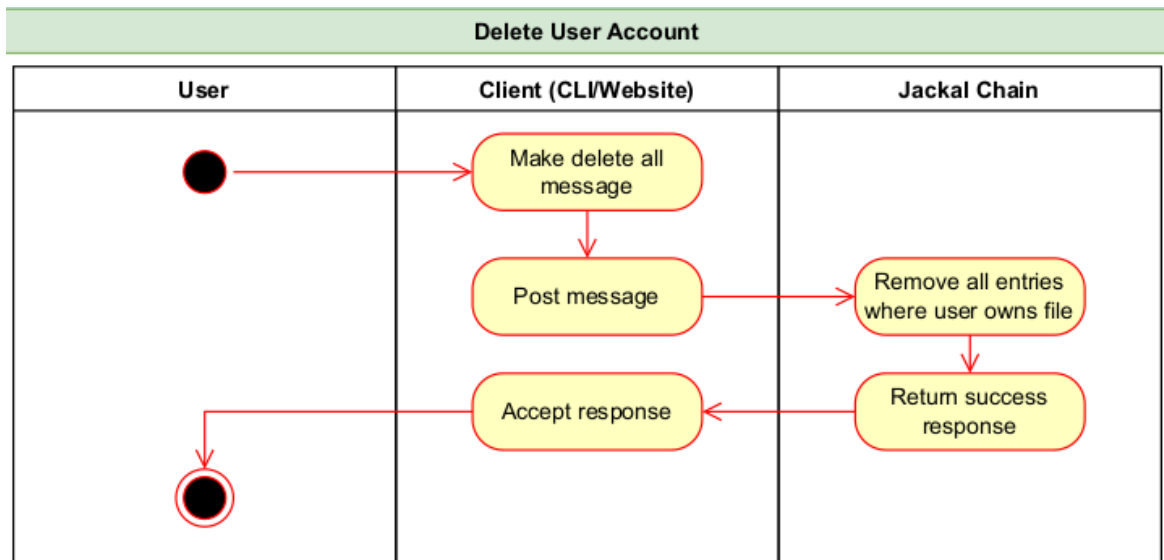 Delete User Account
User
Client (CLI/Website)
Jackal Chain
Make delete all
message
Post message
Remove all entries
where user owns file
Accept response
Return success
response